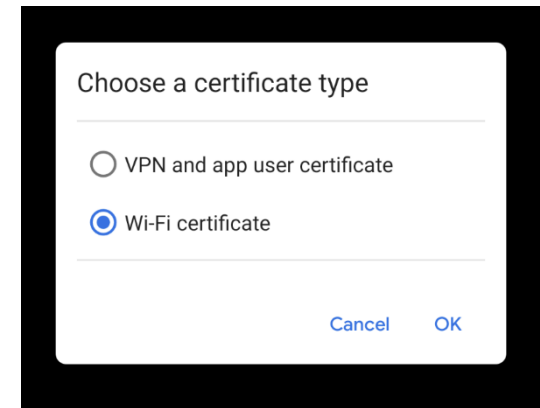 Choose a certificate type
VPN and app user certificate
Wi-Fi certificate
Cancel OK